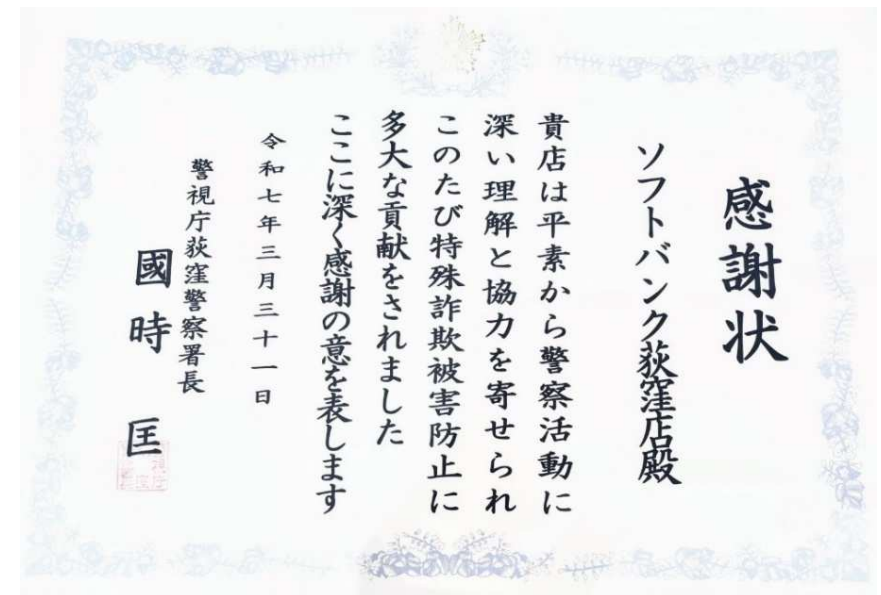 感謝状
ソフトバンク荻窪店殿
貴店は平素から警察活動に
深い理解と協力を寄せられ
このたび特殊詐欺被害防止に
多大な貢献をされました
ここに深く感謝の意を表します
令和七年三月三十一日
警視庁荻窪警察署長
國時匡